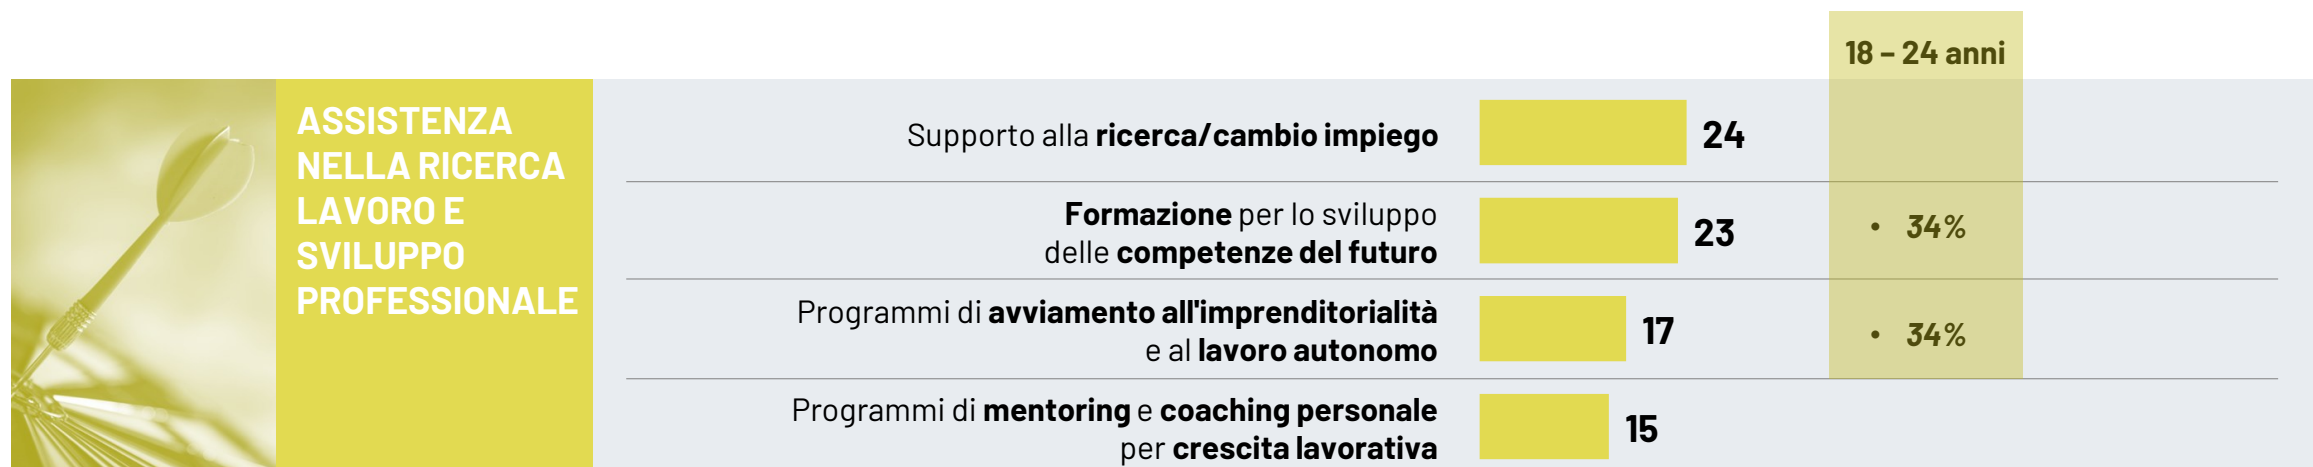 18 – 24 anni
ASSISTENZA
NELLA RICERCA
LAVORO E
SVILUPPO
PROFESSIONALE
Supporto alla ricerca/cambio impiego
24
Formazione per lo sviluppo
delle competenze del futuro
23
• 34%
Programmi di avviamento all'imprenditorialità
e al lavoro autonomo
17
• 34%
Programmi di mentoring e coaching personale
per crescita lavorativa
15